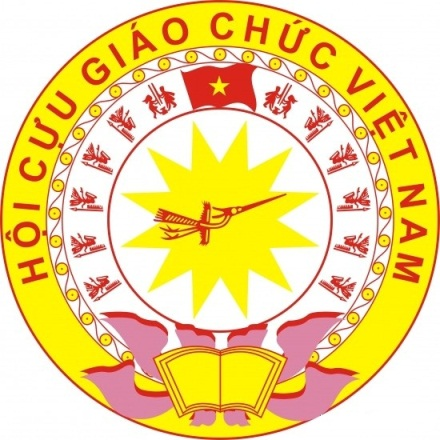 HỘI CỰU GIÁO CHỨC VIỆT NAM